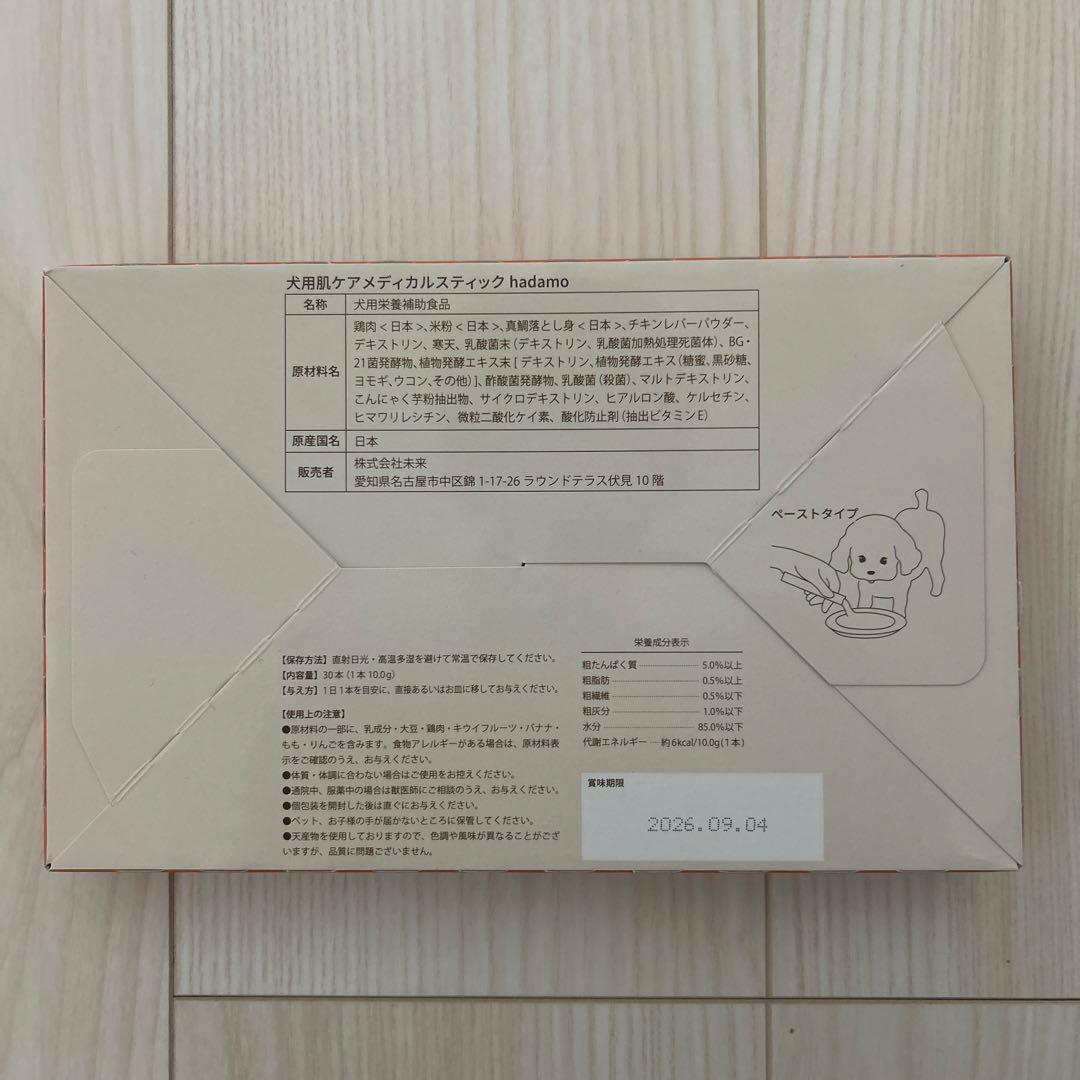 犬用肌ケアメディカルスティック hadamo
名称 犬用栄養補助食品
原材料名
鶏肉 < 日本 >、米粉 < 日本 >、真鯛落とし身 < 日本 >、チキンレバーパウダー、
デキストリン、寒天、乳酸菌末（デキストリン、乳酸菌加熱処理死菌体）、BG・
21菌発酵物、植物発酵エキス末 [ デキストリン、植物発酵エキス（糖蜜、黒砂糖、
ヨモギ、ウコン、その他）]、酢酸菌発酵物、乳酸菌（殺菌）、マルトデキストリン、
こんにゃく芋粉抽出物、サイクロデキストリン、ヒアルロン酸、ケルセチン、
ヒマワリレシチン、微粒二酸化ケイ素、酸化防止剤（抽出ビタミンE）
原産国名 日本
販売者
株式会社未来
愛知県名古屋市中区錦 1-17-26 ラウンドテラス伏見 10 階
ペーストタイプ
【保存方法】直射日光・高温多湿を避けて常温で保存してください。
【内容量】30本（1本 10.0g）
【与え方】1日1本を目安に、直接あるいはお皿に移してお与えください。
【使用上の注意】
●原材料の一部に、乳成分・大豆・鶏肉・キウイフルーツ・バナナ・
もも・りんごを含みます。食物アレルギーがある場合は、原材料表
示をご確認のうえ、お与えください。
●体質・体調に合わない場合はご使用をお控えください。
●通院中、服薬中の場合は獣医師にご相談のうえ、お与えください。
●個包装を開封した後は直ぐにお与えください。
●ペット、お子様の手が届かないところに保管してください。
●天産物を使用しておりますので、色調や風味が異なることがござ
いますが、品質に問題ございません。
栄養成分表示
粗たんぱく質 5.0%以上
粗脂肪 0.5%以上
粗繊維 0.5%以下
粗灰分 1.0%以下
水分 85.0%以下
代謝エネルギー 約6kcal/10.0g（1本）
賞味期限
2026.09.04